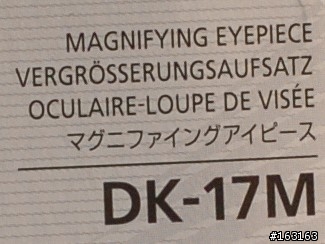 MAGNIFYING EYEPIECE
VERGRÖSSERUNGSAUFSATZ
OCULAIRE-LOUPE DE VISÉE
マグニファイングアイピース
DK-17M
#163163